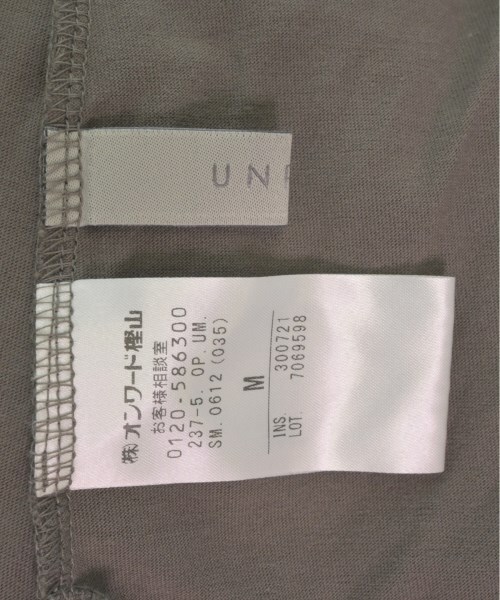 UN
㈱オンワード樫山
お客様相談室
0120-586300
237-5. OP. UM.
SM. 0612 (035)
M
INS 300721
LOT. 7069598